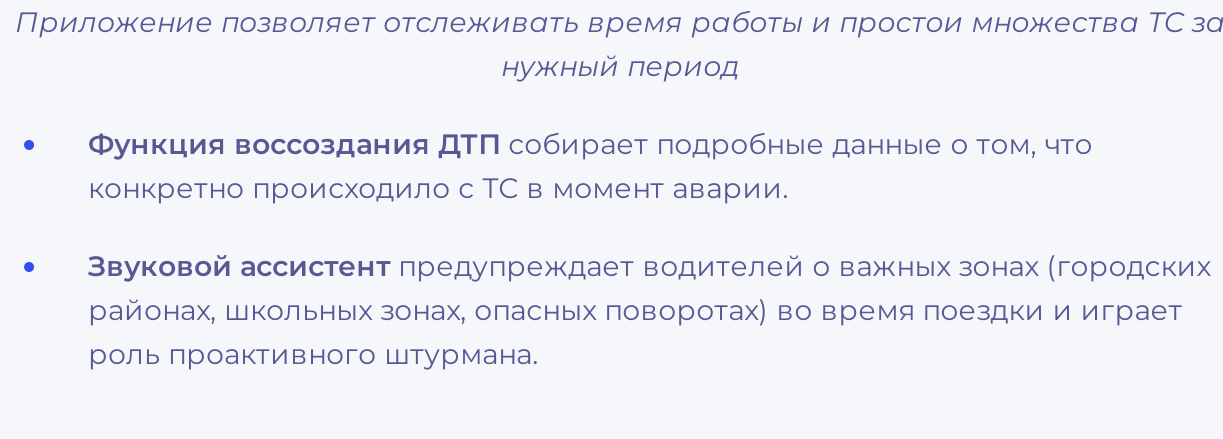 Приложение позволяет отслеживать время работы и простои множества ТС за
нужный период
Функция воссоздания ДТП собирает подробные данные о том, что
конкретно происходило с ТС в момент аварии.
Звуковой ассистент предупреждает водителей о важных зонах (городских
районах, школьных зонах, опасных поворотах) во время поездки и играет
роль проактивного штурмана.